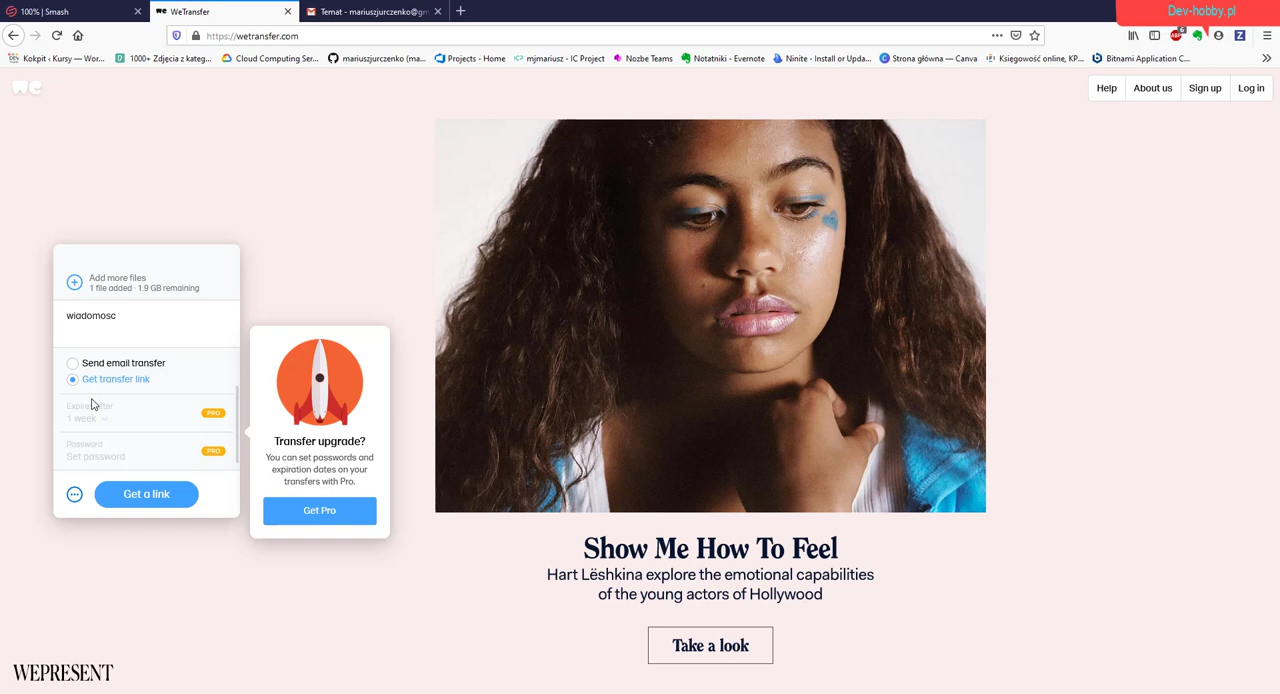 100% | Smash
WeTransfer
Temat - mariuszjurczenko@gm
Dev-hobby.pl
https://wetransfer.com
Kokpit ‹ Kursy — Wor...
1000+ Zdjęcia z kateg...
Cloud Computing Ser...
mariuszjurczenko (ma...
Projects - Home
mjmariusz - IC Project
Nozbe Teams
Notatniki - Evernote
Ninite - Install or Upda...
Strona główna — Canva
Księgowość online, KP...
Bitnami Application C...
we
Help
About us
Sign up
Log in
Add more files
1 file added · 1.9 GB remaining
wiadomosc
Send email transfer
Get transfer link
Expire after
1 week
PRO
Password
Set password
PRO
Get a link
Transfer upgrade?
You can set passwords and
expiration dates on your
transfers with Pro.
Get Pro
Show Me How To Feel
Hart Lëshkina explore the emotional capabilities
of the young actors of Hollywood
Take a look
WEPRESENT